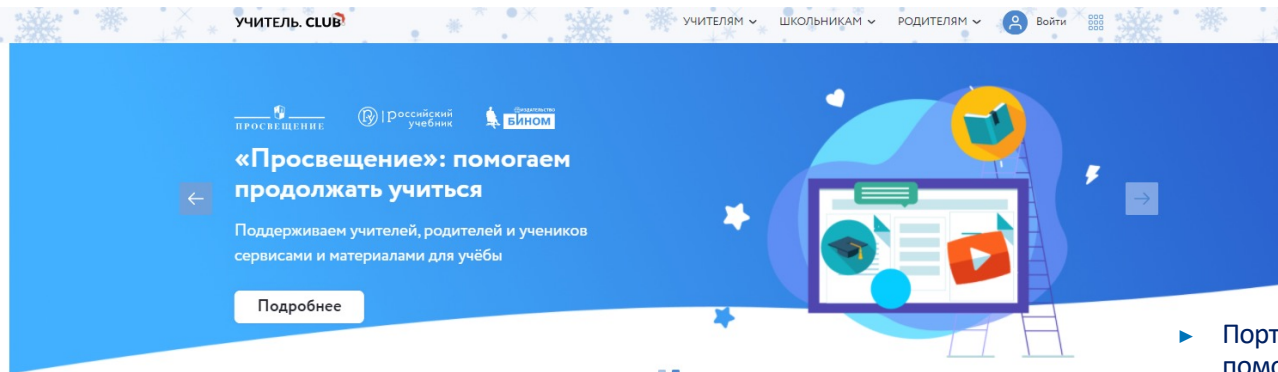 УЧИТЕЛЬ. CLUB
УЧИТЕЛЯМ
ШКОЛЬНИКАМ
РОДИТЕЛЯМ
Войти
ПРОСВЕЩЕНИЕ
российский
учебник
ИЗДАТЕЛЬСТВО
БИНОМ
«Просвещение»: помогаем
продолжать учиться
Поддерживаем учителей, родителей и учеников
сервисами и материалами для учёбы
Подробнее